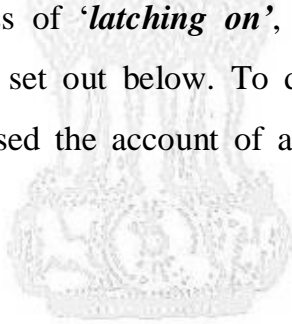 s of ‘latching on’,
set out below. To
sed the account of a